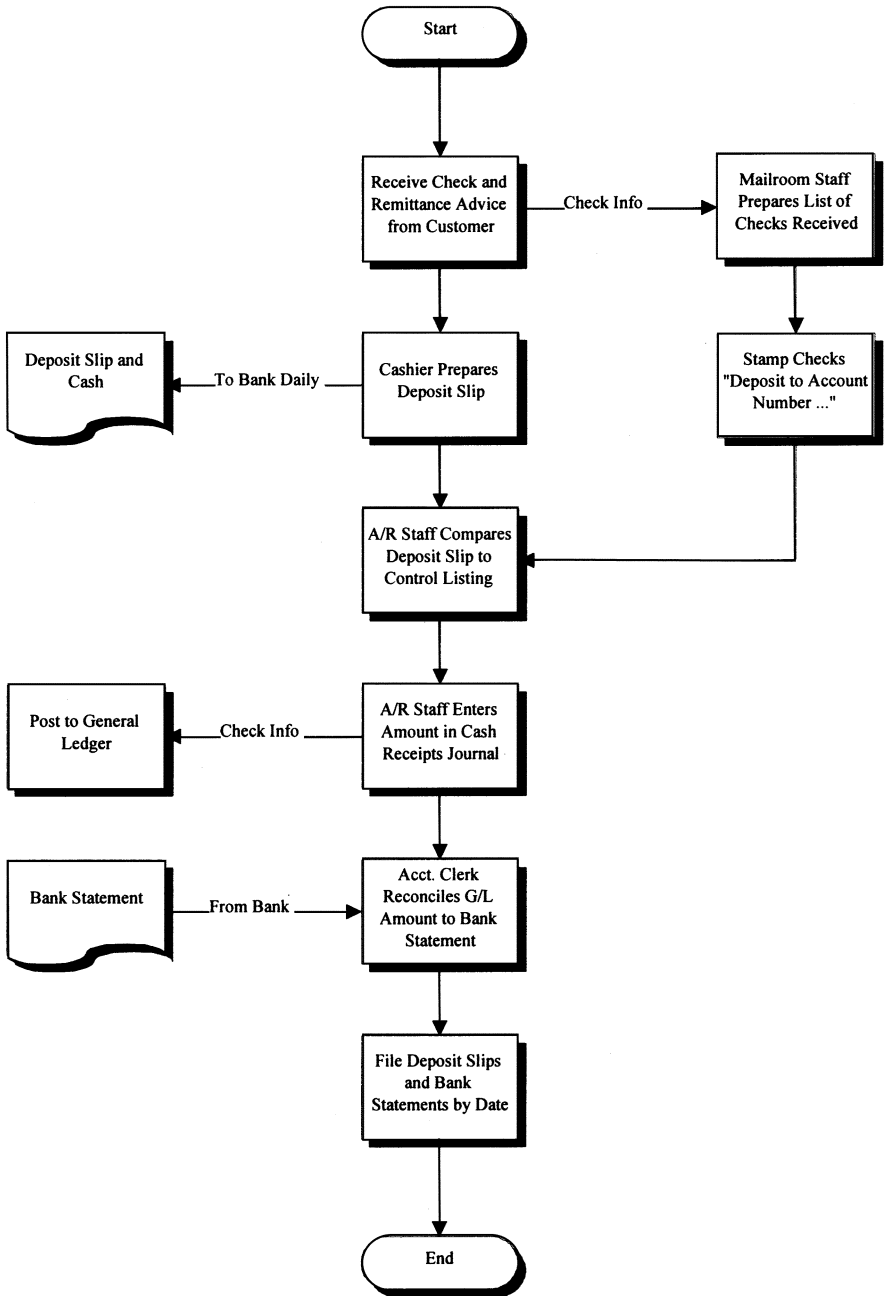 Start
Receive Check and
Remittance Advice
from Customer
Check Info
Mailroom Staff
Prepares List of
Checks Received
Deposit Slip and
Cash
To Bank Daily
Cashier Prepares
Deposit Slip
Stamp Checks
"Deposit to Account
Number ..."
A/R Staff Compares
Deposit Slip to
Control Listing
Post to General
Ledger
Check Info
A/R Staff Enters
Amount in Cash
Receipts Journal
Bank Statement
From Bank
Acct. Clerk
Reconciles G/L
Amount to Bank
Statement
File Deposit Slips
and Bank
Statements by Date
End